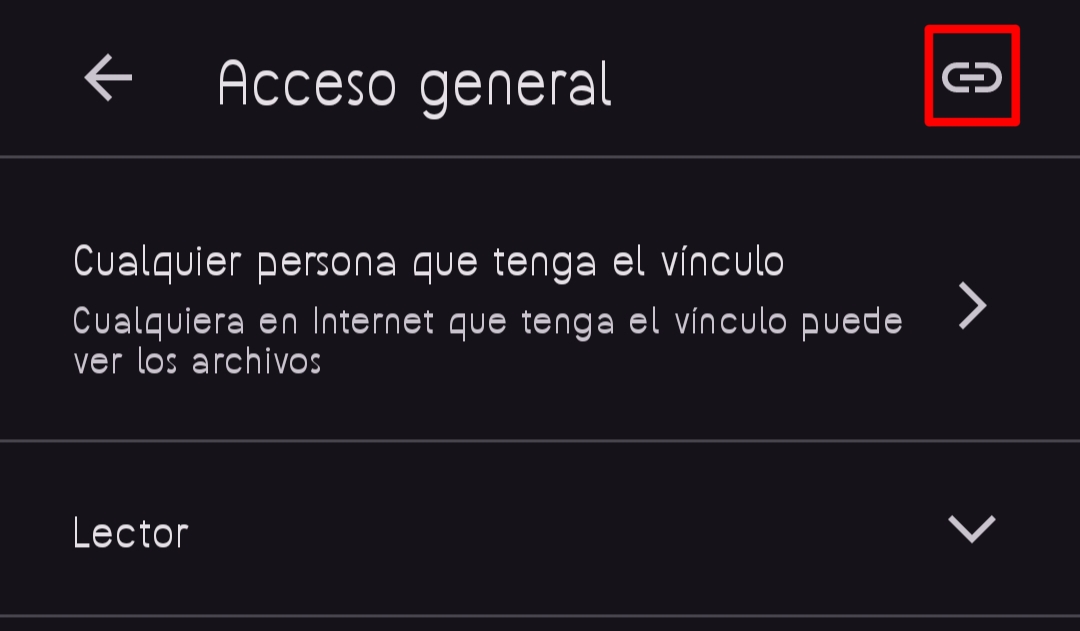 Acceso general
Cualquier persona que tenga el vínculo
Cualquiera en Internet que tenga el vínculo puede
ver los archivos
Lector